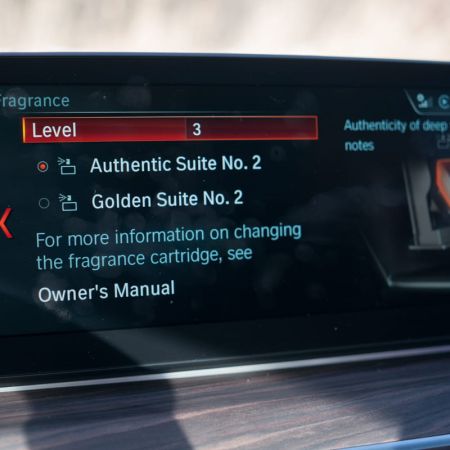 Fragrance
Level 3
Authentic Suite No. 2
Golden Suite No. 2
For more information on changing
the fragrance cartridge, see
Owner's Manual
Authenticity of deep
notes